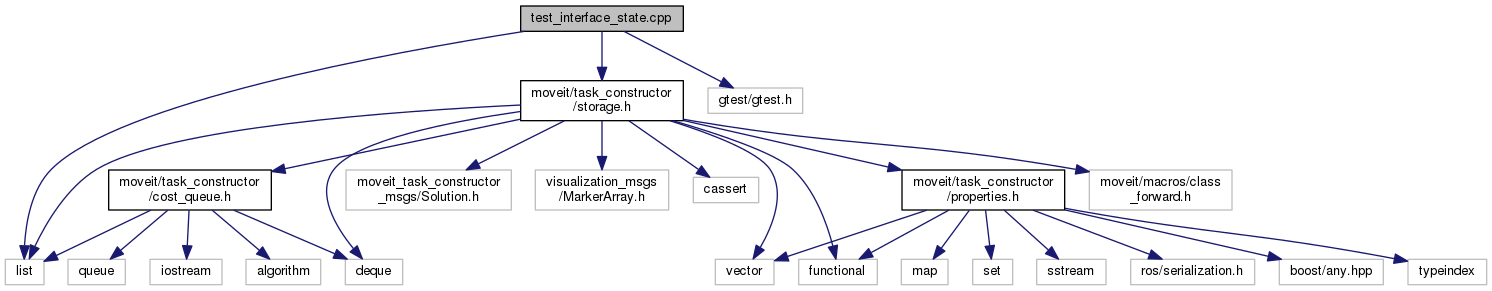 test_interface_state.cpp
moveit/task_constructor
/storage.h
gtest/gtest.h
moveit/task_constructor
/cost_queue.h
moveit_task_constructor
_msgs/Solution.h
visualization_msgs
/MarkerArray.h
cassert
moveit/task_constructor
/properties.h
moveit/macros/class
_forward.h
list
queue
iostream
algorithm
deque
vector
functional
map
set
sstream
ros/serialization.h
boost/any.hpp
typeindex